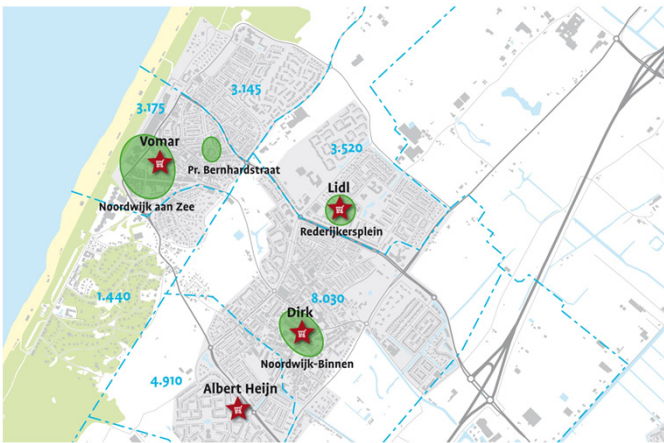 3.145
3.175
Vomar
Pr. Bernhardstraat
Noordwijk aan Zee
3.520
Lidl
Rederijkersplein
1.440
8.030
Dirk
Noordwijk-Binnen
4.910
Albert Heijn